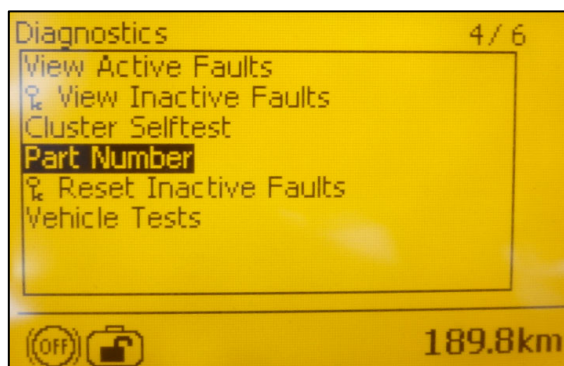 Diagnostics 4/6
View Active Faults
View Inactive Faults
Cluster Selftest
Part Number
Reset Inactive Faults
Vehicle Tests
OFF 189.8km